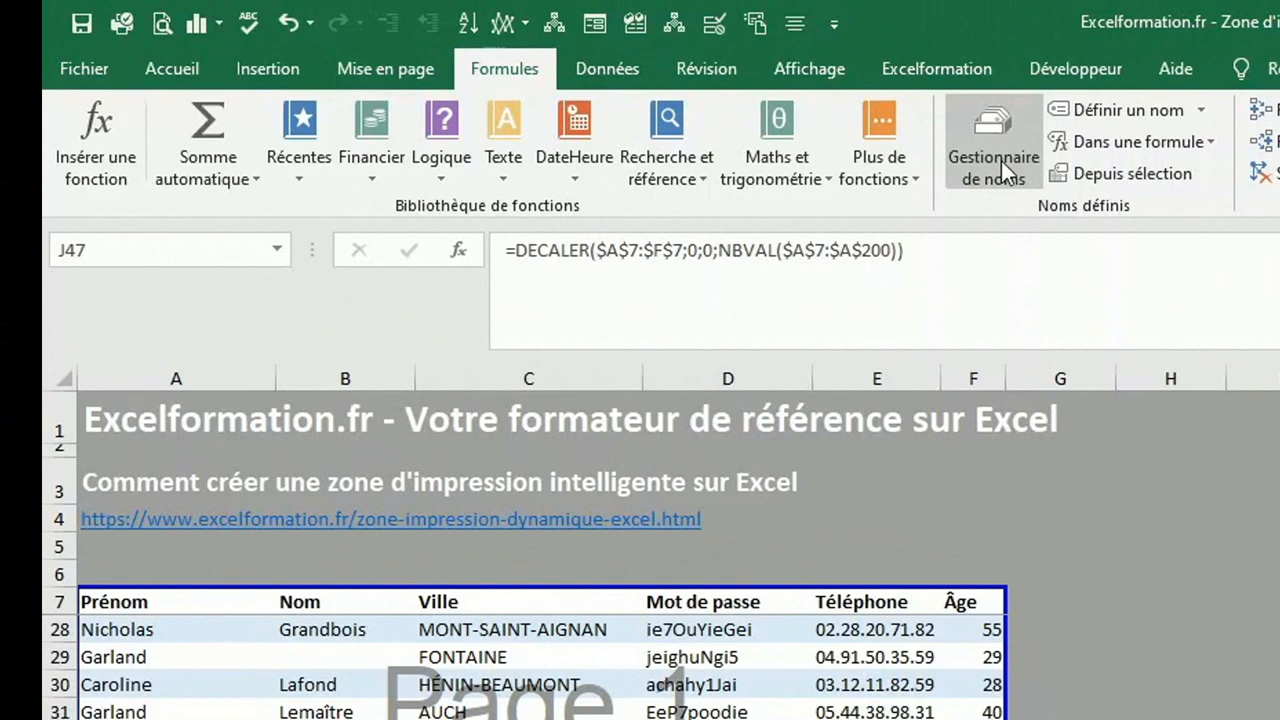 ABC
Excelformation.fr - Zone d'i
Fichier Accueil Insertion Mise en page Formules Données Révision Affichage Excelformation Développeur Aide
Insérer une fonction
Somme automatique
Récentes
Financier
Logique
Texte
DateHeure
Recherche et référence
Maths et trigonométrie
Plus de fonctions
Gestionnaire de noms
Définir un nom
Dans une formule
Depuis sélection
Bibliothèque de fonctions
Noms définis
J47
fx
=DECALER($A$7:$F$7;0;0;NBVAL($A$7:$A$200))
A B C D E F G H
1 Excelformation.fr - Votre formateur de référence sur Excel
2
3 Comment créer une zone d'impression intelligente sur Excel
4 https://www.excelformation.fr/zone-impression-dynamique-excel.html
5
6
7 Prénom Nom Ville Mot de passe Téléphone Âge
28 Nicholas Grandbois MONT-SAINT-AIGNAN ie7OuYieGei 02.28.20.71.82 55
29 Garland FONTAINE jeighuNgi5 04.91.50.35.59 29
30 Caroline Lafond HÉNIN-BEAUMONT achahy1Jai 03.12.11.82.59 28
31 Garland Lemaître AUCH EeP7poodie 05.44.38.98.31 40
Page 1